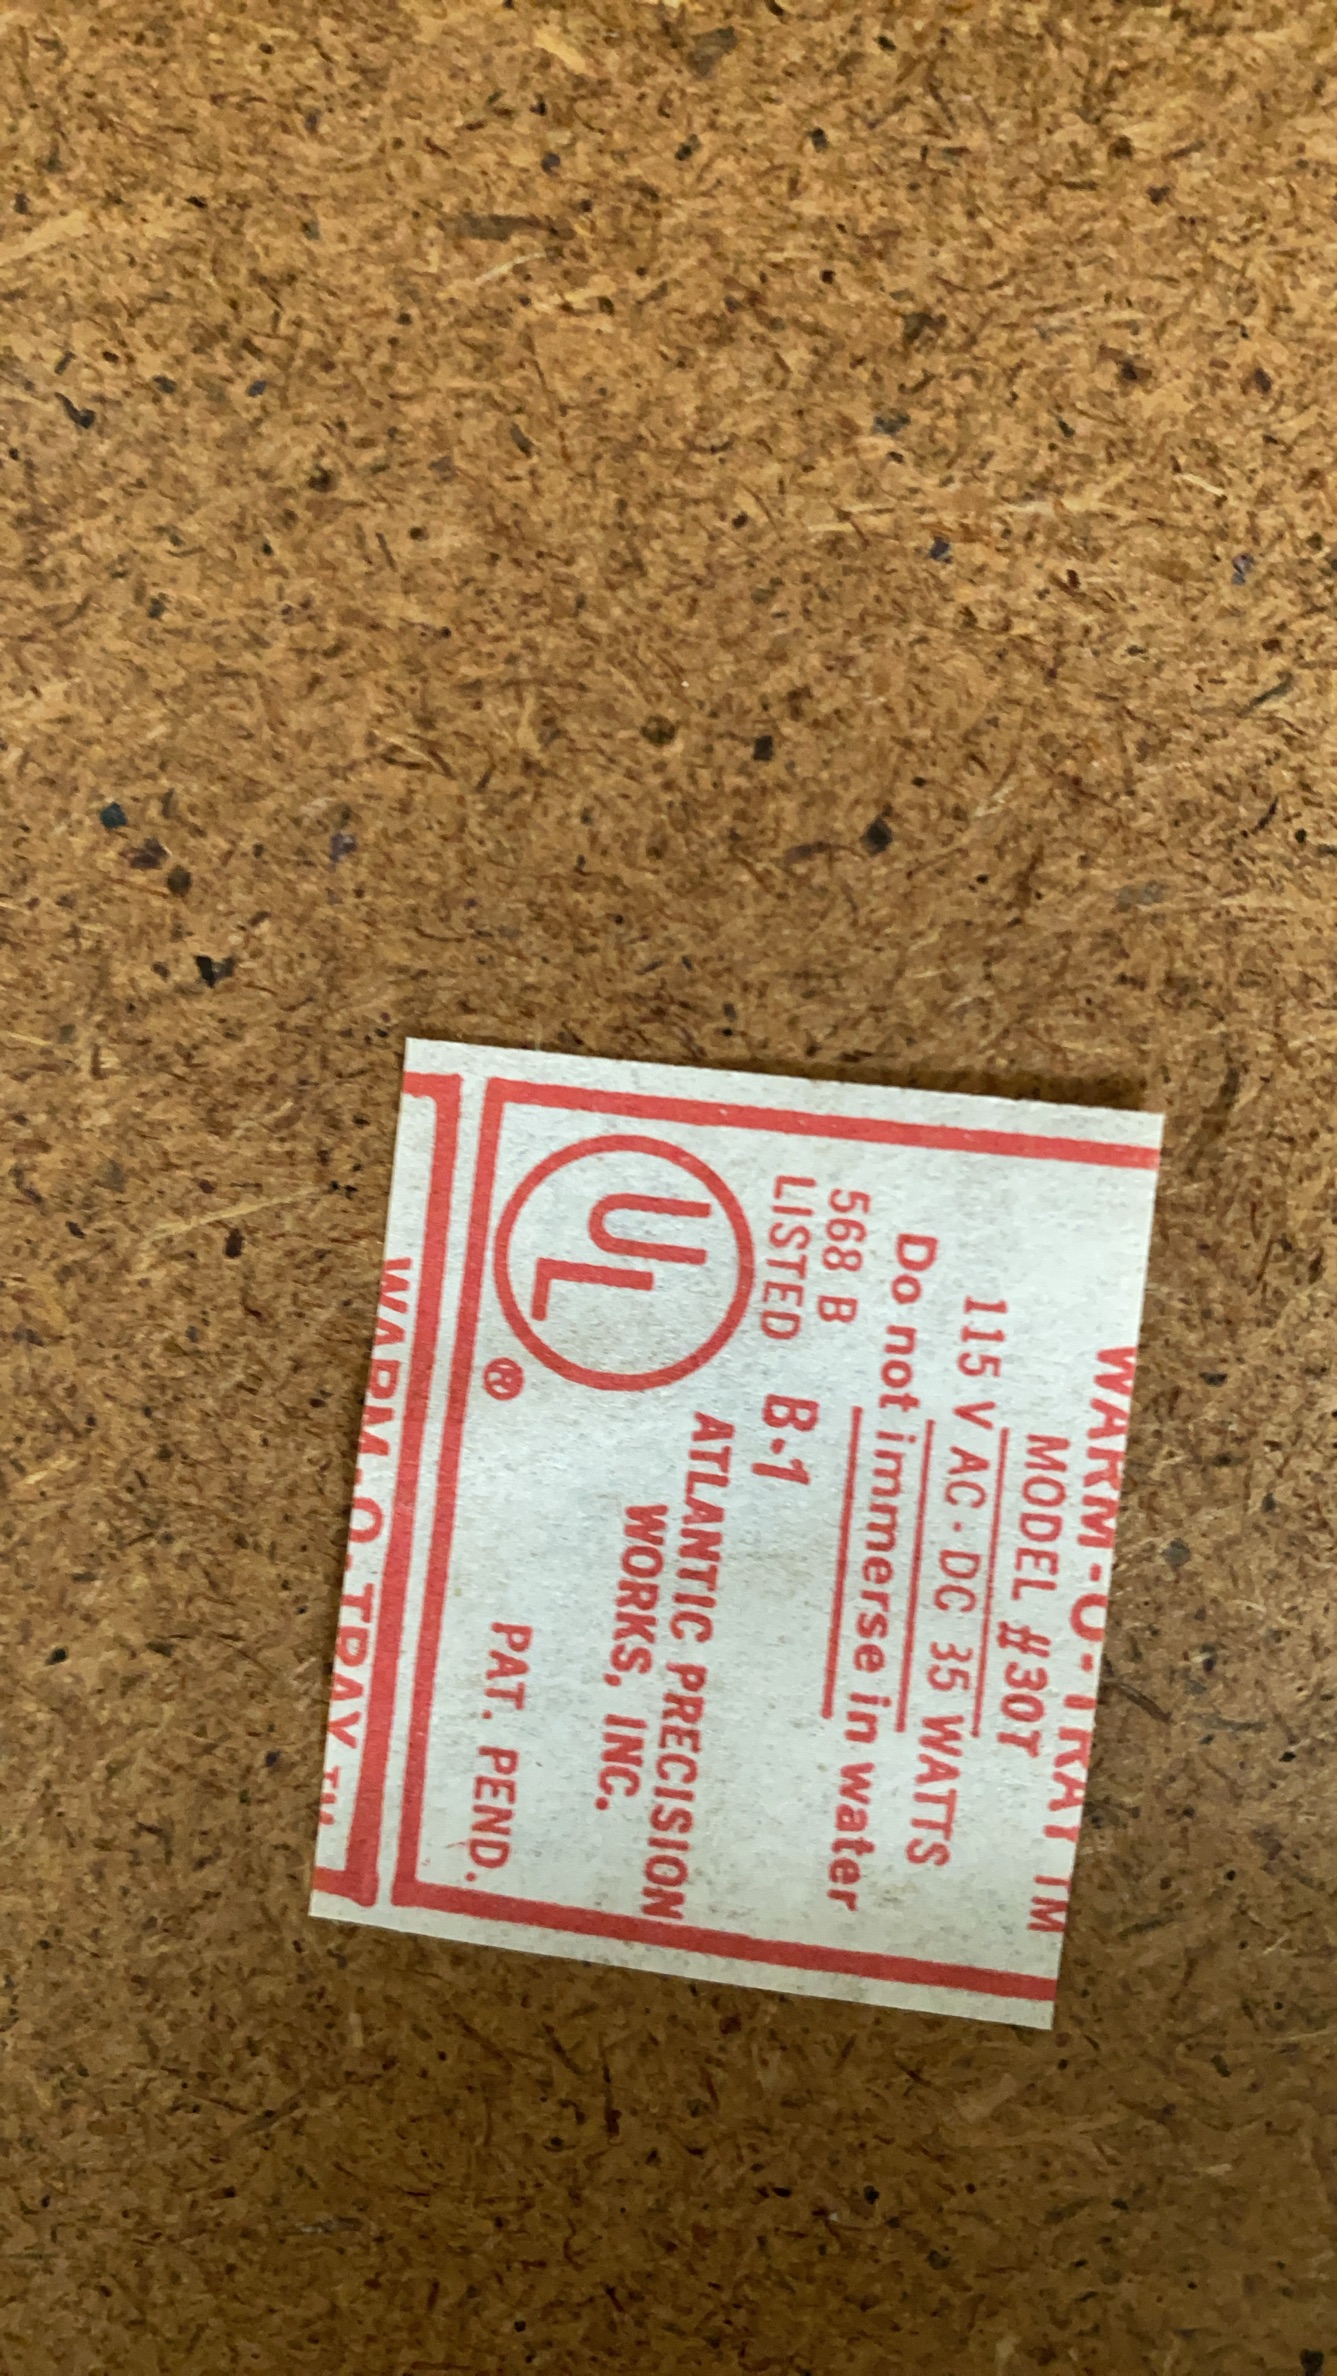 WARM-O-TRAY TM
MODEL #30T
115 V AC-DC 35 WATTS
Do not immerse in water
568 B
LISTED B-1
UL ®
ATLANTIC PRECISION
WORKS, INC.
PAT. PEND.
WARM-O-TRAY TM